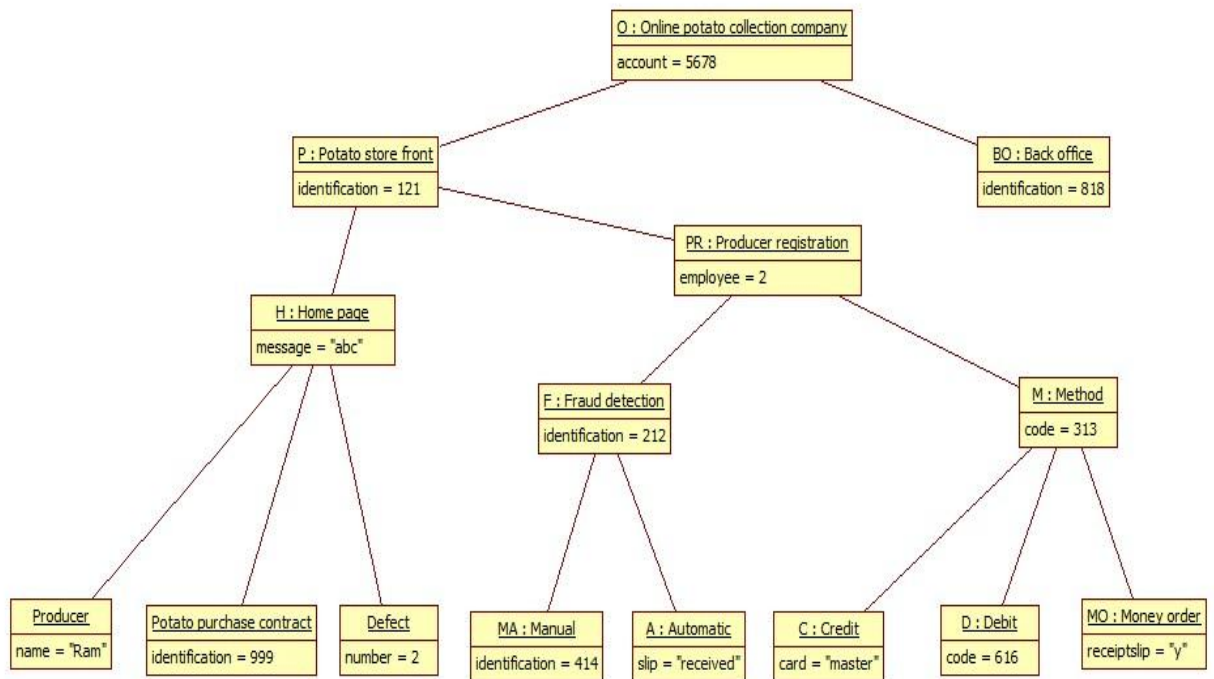 O : Online potato collection company
account = 5678
P : Potato store front
identification = 121
BO : Back office
identification = 818
PR : Producer registration
employee = 2
H : Home page
message = "abc"
F : Fraud detection
identification = 212
M : Method
code = 313
Producer
name = "Ram"
Potato purchase contract
identification = 999
Defect
number = 2
MA : Manual
identification = 414
A : Automatic
slip = "received"
C : Credit
card = "master"
D : Debit
code = 616
MO : Money order
receiptslip = "y"